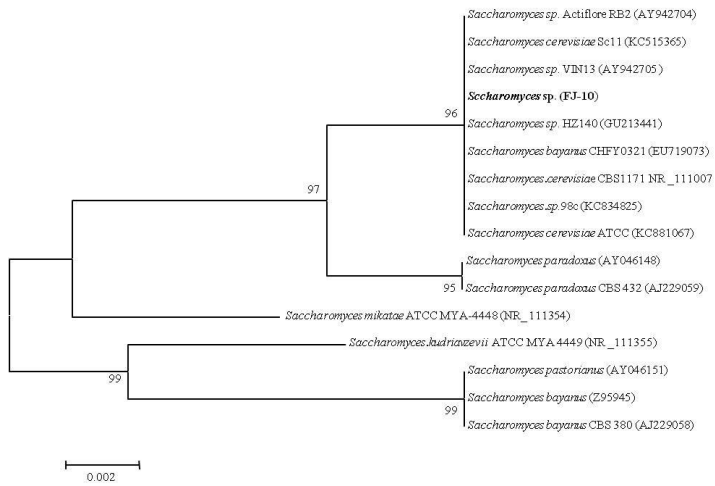 Saccharomyces sp. Actiflore RB2 (AY942704)
Saccharomyces cerevisiae Sc11 (KC515365)
Saccharomyces sp. VIN13 (AY942705)
Sccharomyces sp. (FJ-10)
96
Saccharomyces sp. HZ140 (GU213441)
Saccharomyces bayanus CHFY0321 (EU719073)
Saccharomyces.cerevisiae CBS1171 NR_111007
97
Saccharomyces.sp.98c(KC834825)
Saccharomyces cerevisiae ATCC (KC881067)
Saccharomyces paradoxus (AY046148)
95
Saccharomyces paradoxus CBS 432 (AJ229059)
Saccharomyces mikatae ATCC MYA-4448 (NR_111354)
Saccharomyces.kudriavzevii ATCC MYA 4449 (NR_111355)
Saccharomyces pastorianus (AY046151)
99
Saccharomyces bayanus (Z95945)
99
Saccharomyces bayanus CBS 380 (AJ229058)
0.002